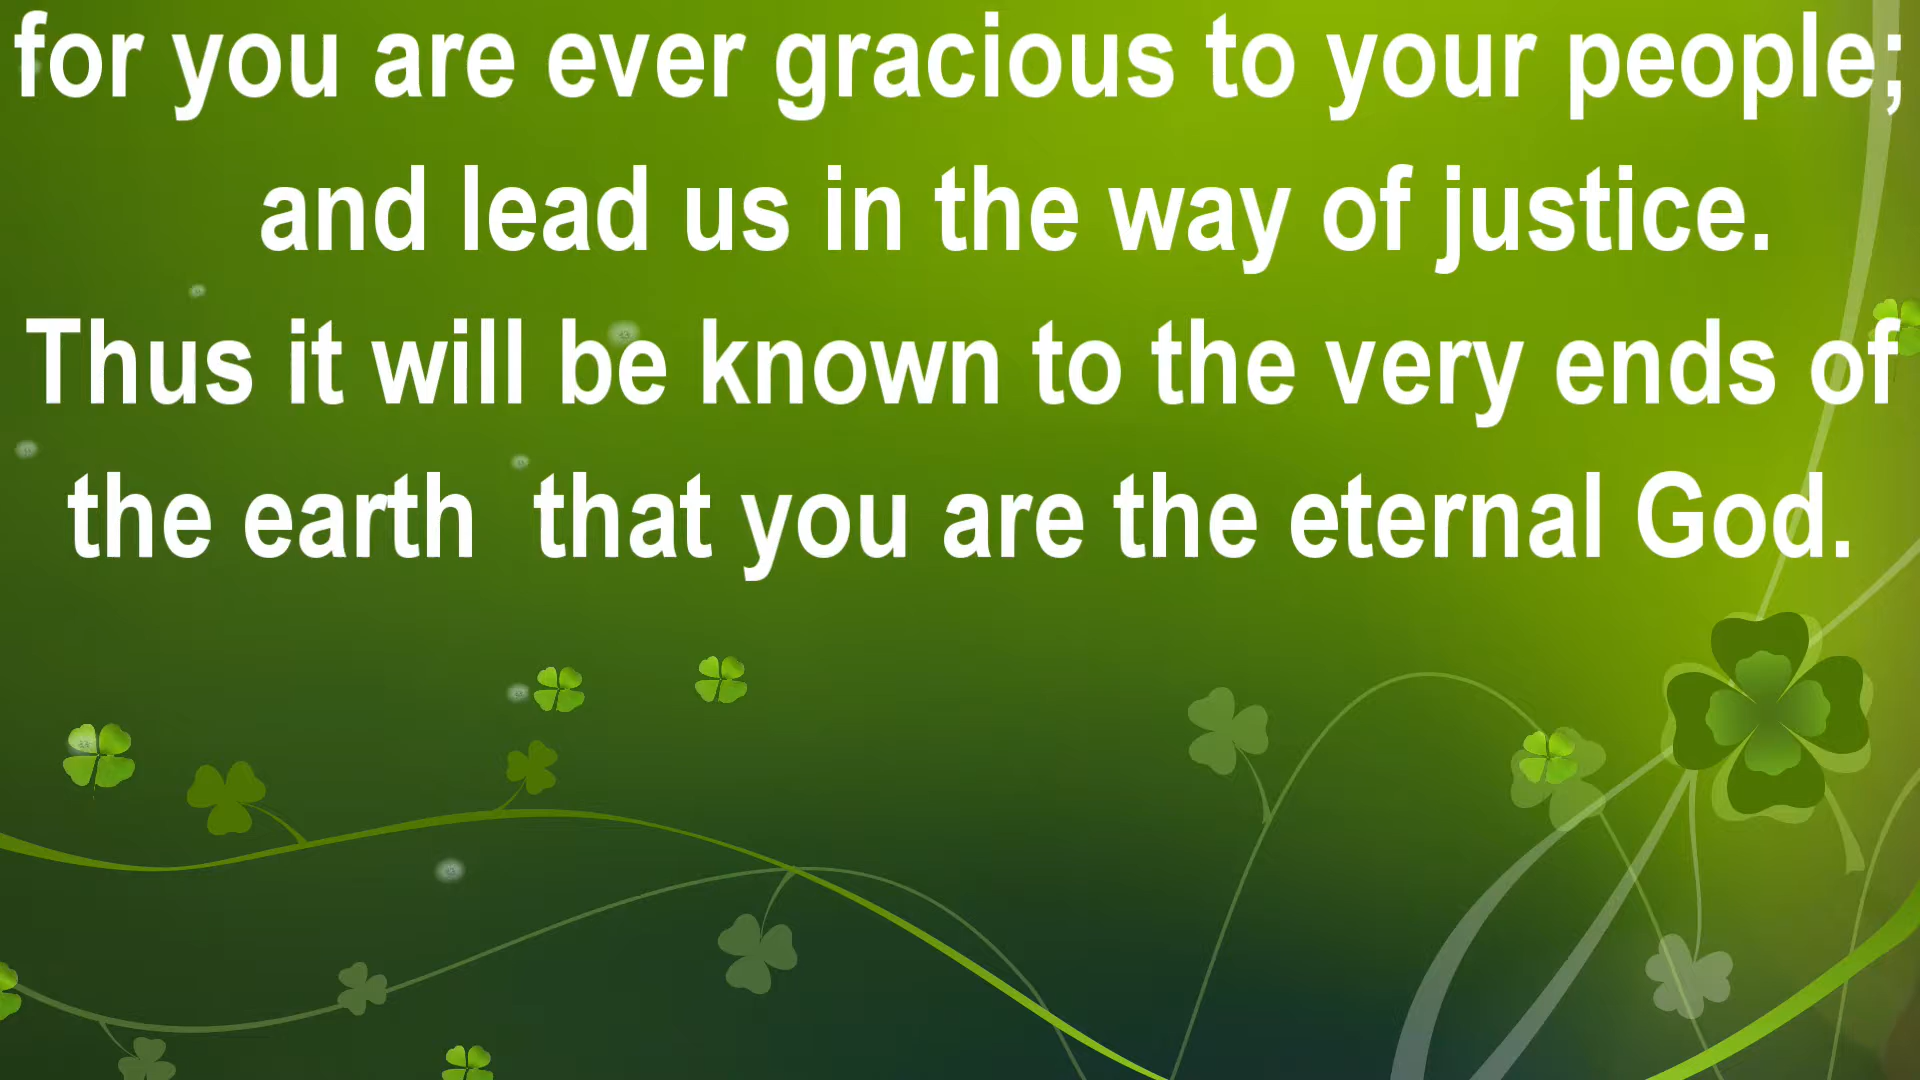 for you are ever gracious to your people;
and lead us in the way of justice.
Thus it will be known to the very ends of
the earth  that you are the eternal God.